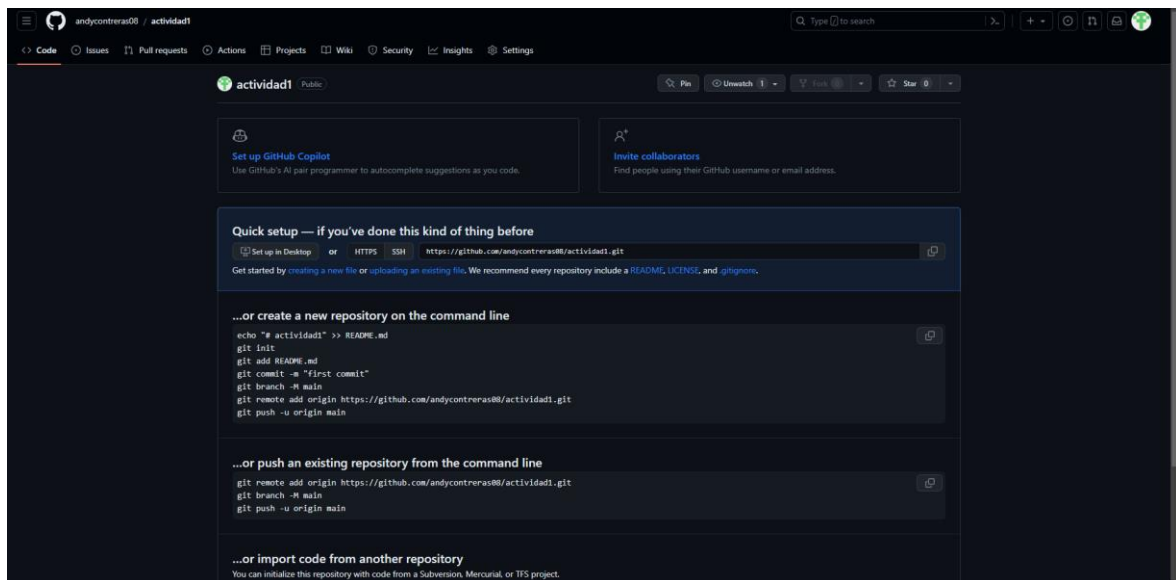 andycontreras08 / actividad1
Type / to search
Code Issues Pull requests Actions Projects Wiki Security Insights Settings
actividad1 Public
Pin Unwatch 1 Fork Star 0
Set up GitHub Copilot
Use GitHub's AI pair programmer to autocomplete suggestions as you code.
Invite collaborators
Find people using their GitHub username or email address.
Quick setup — if you've done this kind of thing before
Set up in Desktop or HTTPS SSH https://github.com/andycontreras08/actividad1.git
Get started by creating a new file or uploading an existing file. We recommend every repository include a README, LICENSE, and .gitignore.
...or create a new repository on the command line
echo "# actividad1" >> README.md
git init
git add README.md
git commit -m "first commit"
git branch -M main
git remote add origin https://github.com/andycontreras08/actividad1.git
git push -u origin main
...or push an existing repository from the command line
git remote add origin https://github.com/andycontreras08/actividad1.git
git branch -M main
git push -u origin main
...or import code from another repository
You can initialize this repository with code from a Subversion, Mercurial, or TFS project.